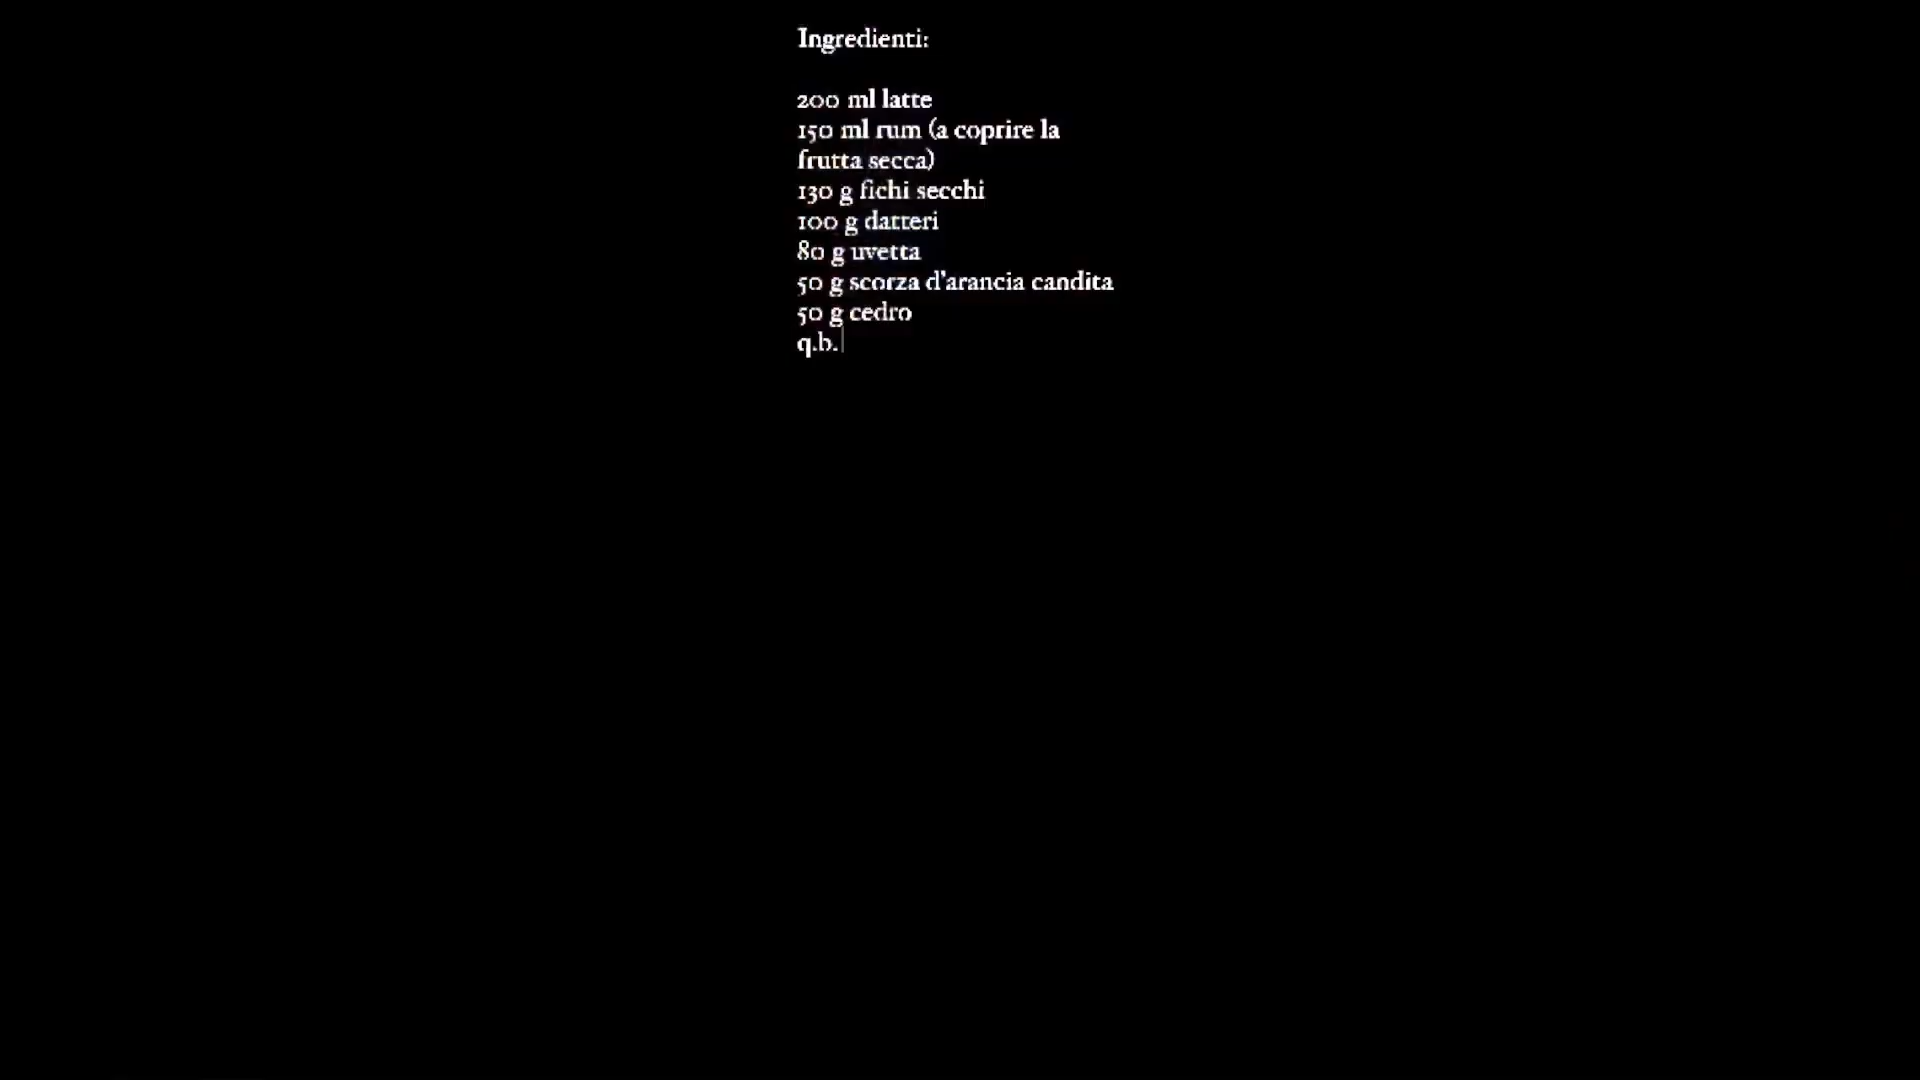 Ingredienti:
200 ml latte
150 ml rum (a coprire la
frutta secca)
130 g fichi secchi
100 g datteri
80 g uvetta
50 g scorza d'arancia candita
50 g cedro
q.b.